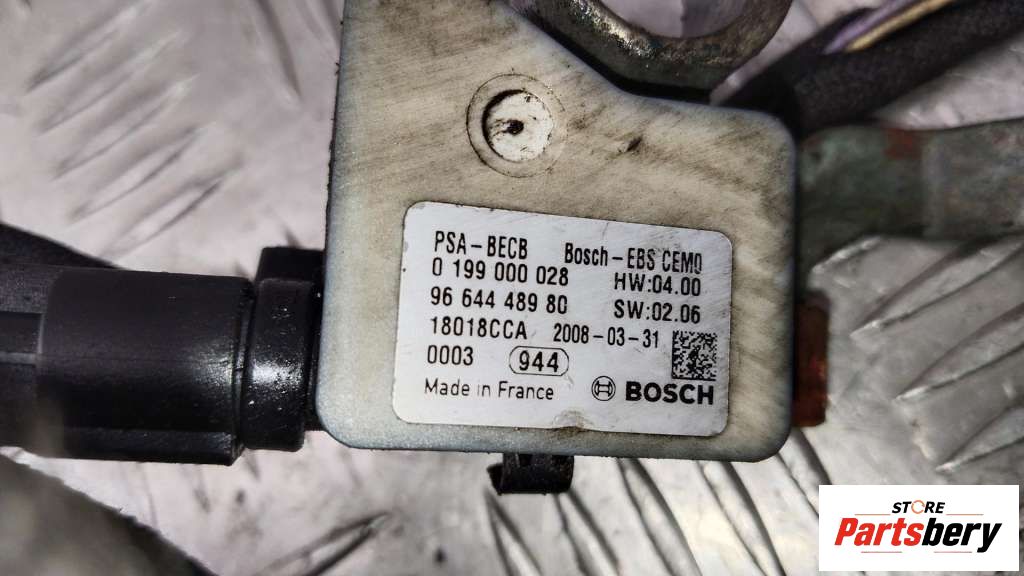 PSA-BECB Bosch-EBS CEM0
0 199 000 028 HW:04.00
96 644 489 80 SW:02.06
18018CCA 2008-03-31
0003 944
Made in France BOSCH
STORE
Partsbery